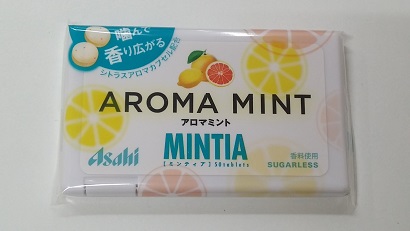 噛んで
香り広がる
シトラスアロマカプセル配合
AROMA MINT
アロマミント
MINTIA
Asahi
[ミンティア] 50tablets
香料使用
SUGARLESS